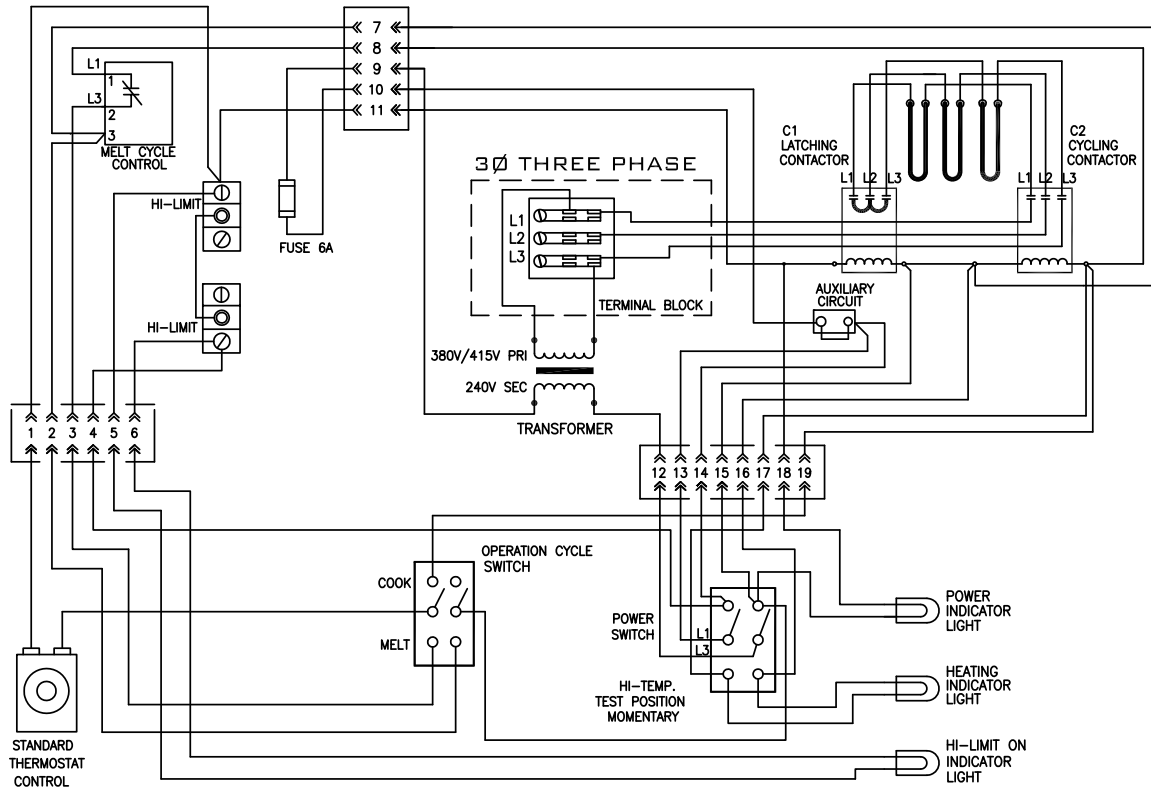 7
8
9
10
11
L1
1
L3
2
3
MELT CYCLE
CONTROL
HI-LIMIT
FUSE 6A
HI-LIMIT
3Ø THREE PHASE
L1
L2
L3
TERMINAL BLOCK
380V/415V PRI
240V SEC
TRANSFORMER
C1
LATCHING
CONTACTOR
L1 L2 L3
C2
CYCLING
CONTACTOR
L1 L2 L3
AUXILIARY
CIRCUIT
1 2 3 4 5 6
12 13 14 15 16 17 18 19
OPERATION CYCLE
SWITCH
COOK
MELT
POWER
SWITCH
L1
L3
HI-TEMP.
TEST POSITION
MOMENTARY
POWER
INDICATOR
LIGHT
HEATING
INDICATOR
LIGHT
HI-LIMIT ON
INDICATOR
LIGHT
STANDARD
THERMOSTAT
CONTROL